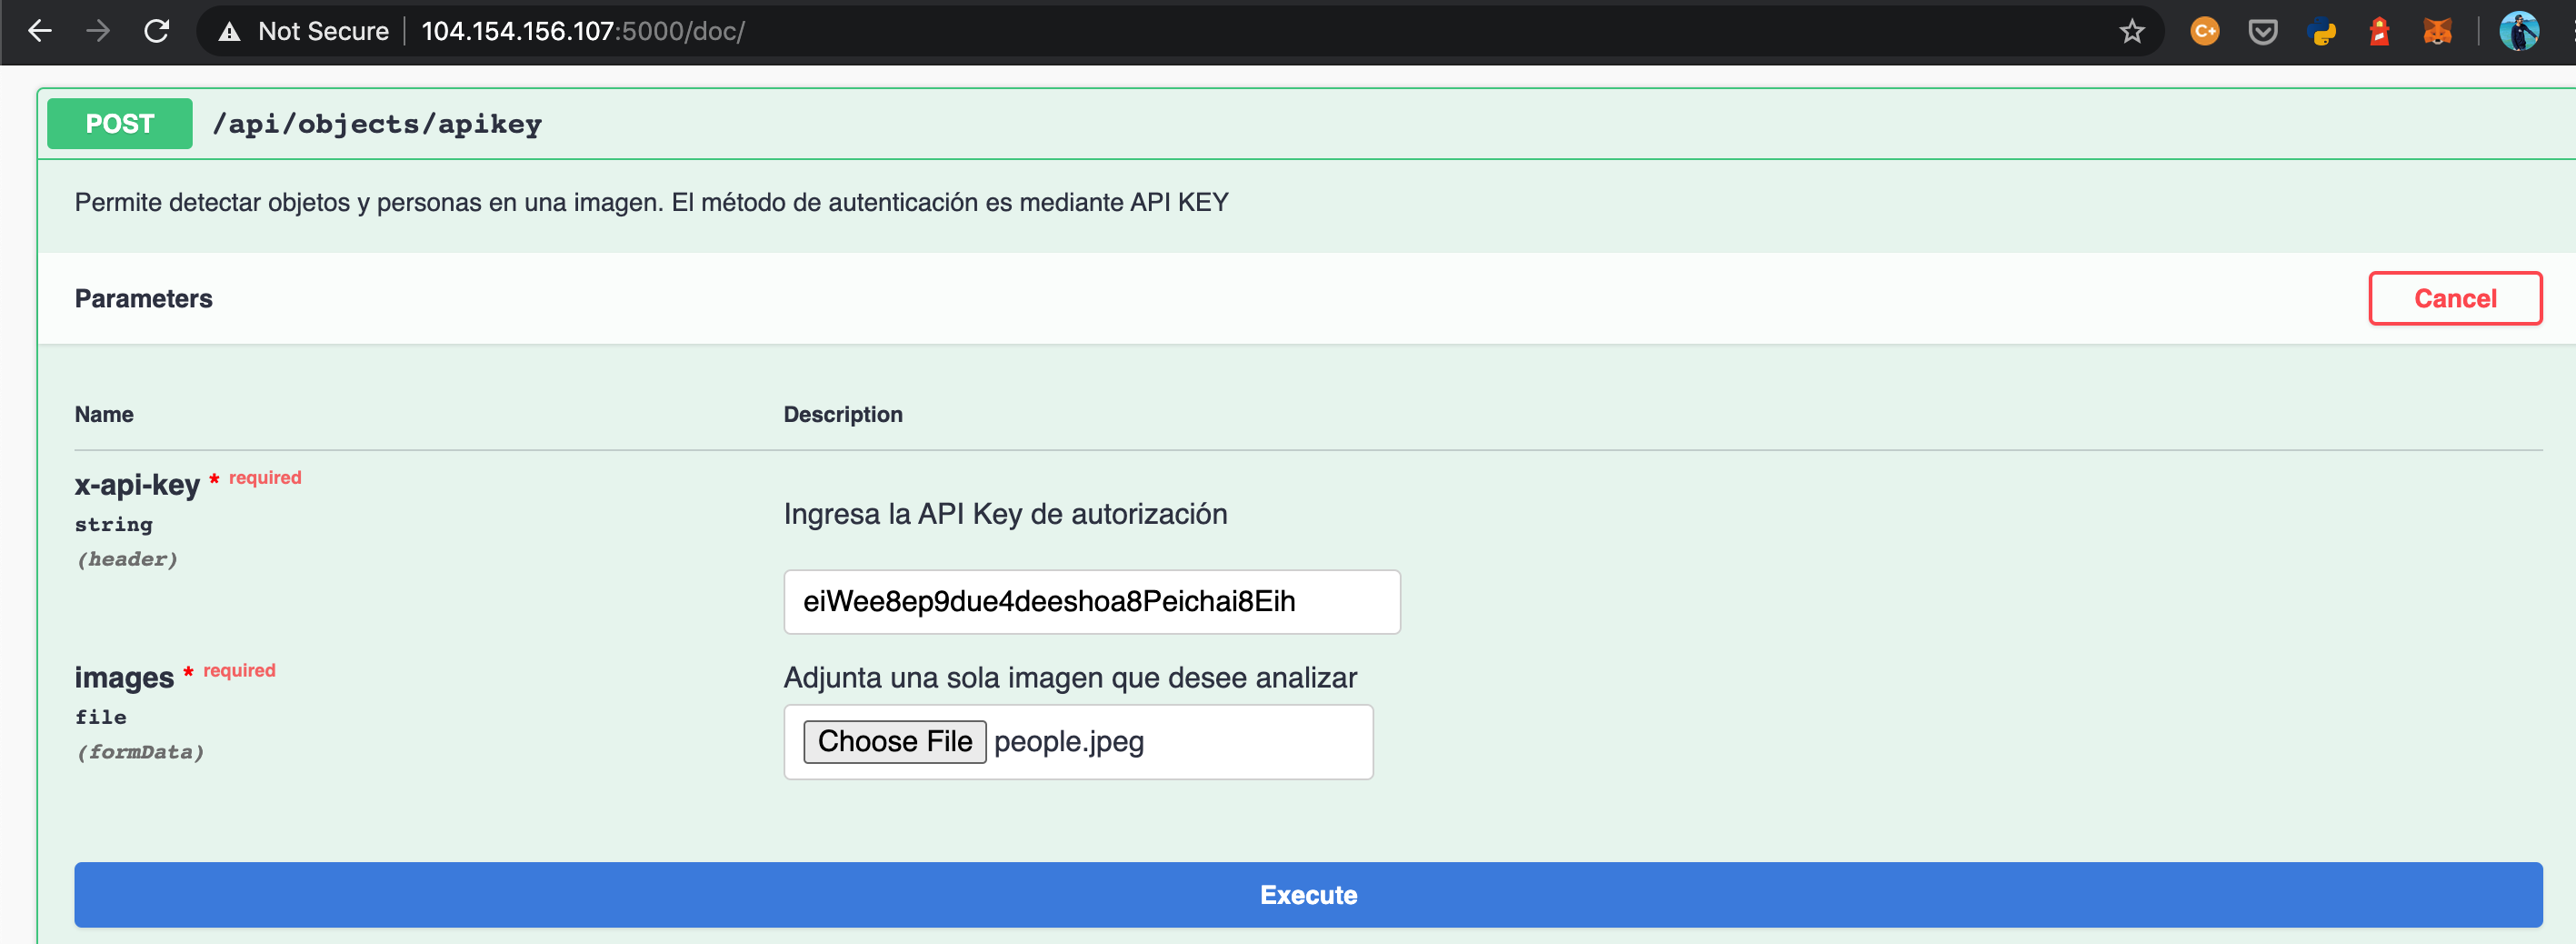 Not Secure 104.154.156.107:5000/doc/
C+
POST /api/objects/apikey
Permite detectar objetos y personas en una imagen. El método de autenticación es mediante API KEY
Parameters Cancel
Name Description
x-api-key * required
string
(header)
Ingresa la API Key de autorización
eiWee8ep9due4deeshoa8Peichai8Eih
images * required
file
(formData)
Adjunta una sola imagen que desee analizar
Choose File people.jpeg
Execute